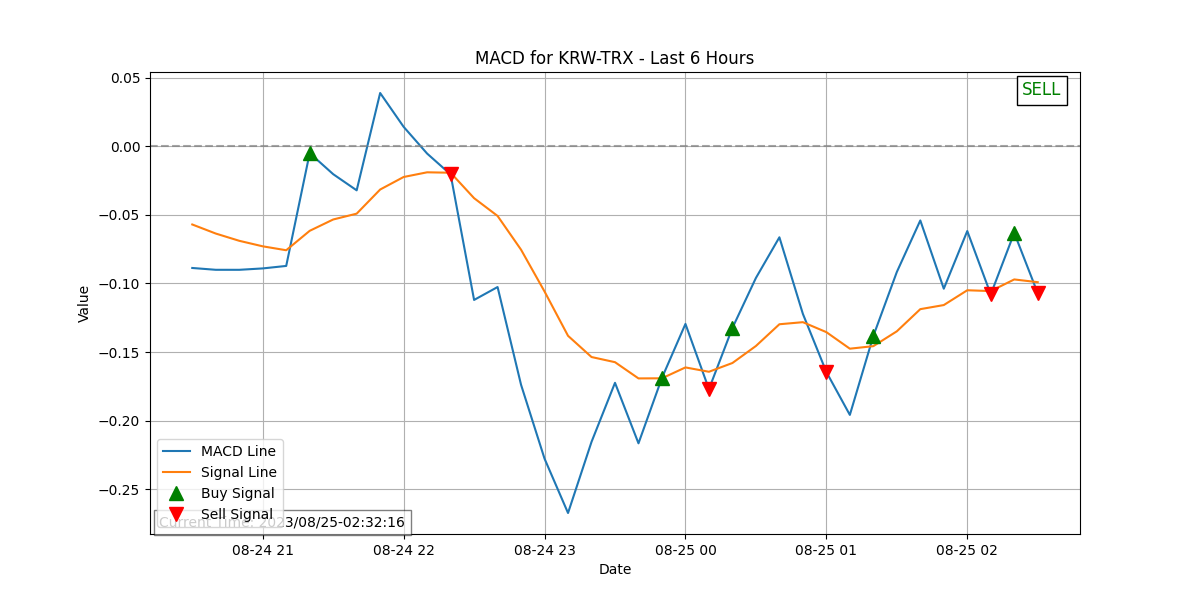 MACD for KRW-TRX - Last 6 Hours
SELL
0.05
0.00
−0.05
−0.10
−0.15
−0.20
−0.25
Value
MACD Line
Signal Line
Buy Signal
Sell Signal
Current Time: 2023/08/25-02:32:16
08-24 21
08-24 22
08-24 23
08-25 00
08-25 01
08-25 02
Date